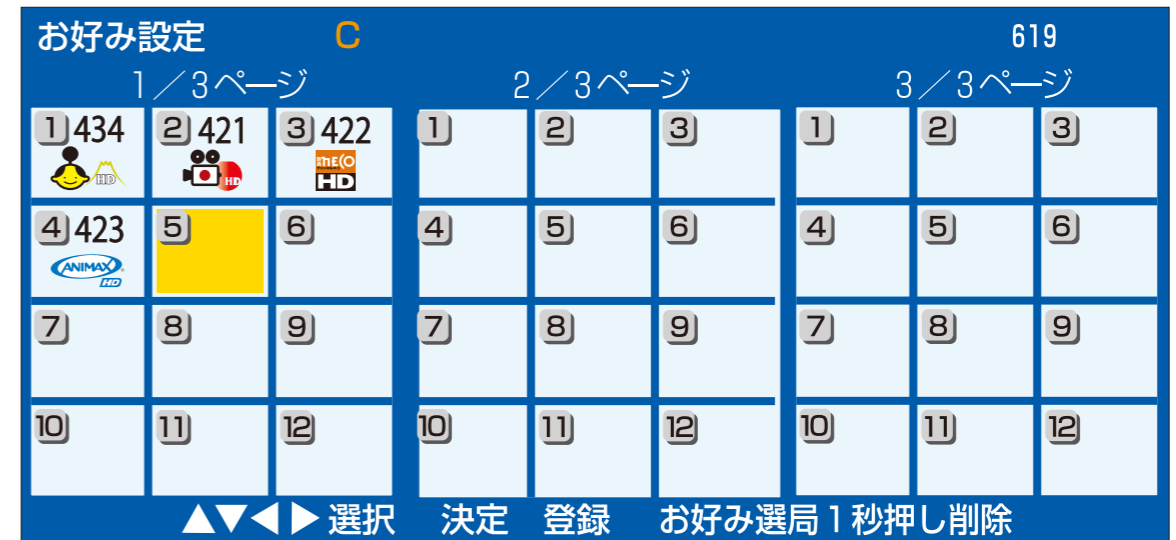 お好み設定 C 619
1／3ページ 2／3ページ 3／3ページ
1 434 2 421 3 422 1 2 3 1 2 3
HD HD HD
4 423 5 6 4 5 6 4 5 6
ANIMAX HD
7 8 9 7 8 9 7 8 9
10 11 12 10 11 12 10 11 12
▲▼◀▶選択 決定 登録 お好み選局1秒押し削除